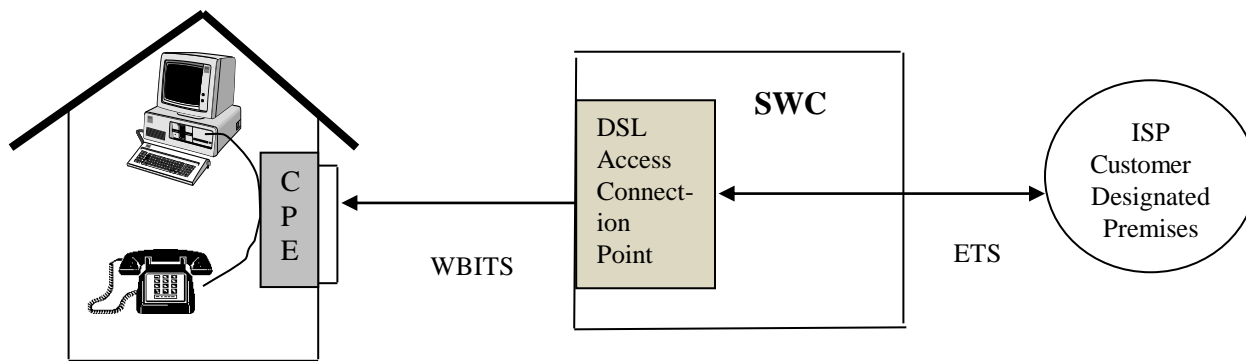 C
P
E
WBITS
SWC
DSL
Access
Connect-
ion
Point
ETS
ISP
Customer
Designated
Premises